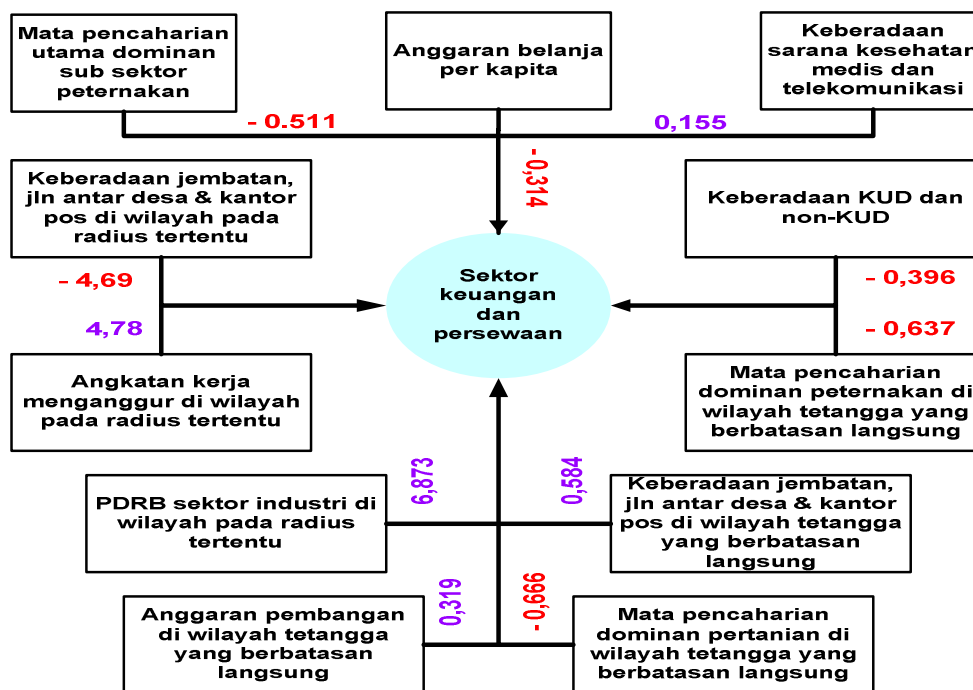 Mata pencaharian
utama dominan
sub sektor
peternakan
Anggaran belanja
per kapita
Keberadaan
sarana kesehatan
medis dan
telekomunikasi
- 0.511
0,155
- 0,314
Keberadaan jembatan,
jln antar desa & kantor
pos di wilayah pada
radius tertentu
Keberadaan KUD dan
non-KUD
Sektor
keuangan
dan
persewaan
- 4,69
4,78
- 0,396
- 0,637
Angkatan kerja
menganggur di wilayah
pada radius tertentu
Mata pencaharian
dominan peternakan di
wilayah tetangga yang
berbatasan langsung
6,873
0,584
PDRB sektor industri di
wilayah pada radius
tertentu
Keberadaan jembatan,
jln antar desa & kantor
pos di wilayah tetangga
yang berbatasan
langsung
0,319
- 0,666
Anggaran pembangan
di wilayah tetangga
yang berbatasan
langsung
Mata pencaharian
dominan pertanian di
wilayah tetangga yang
berbatasan langsung